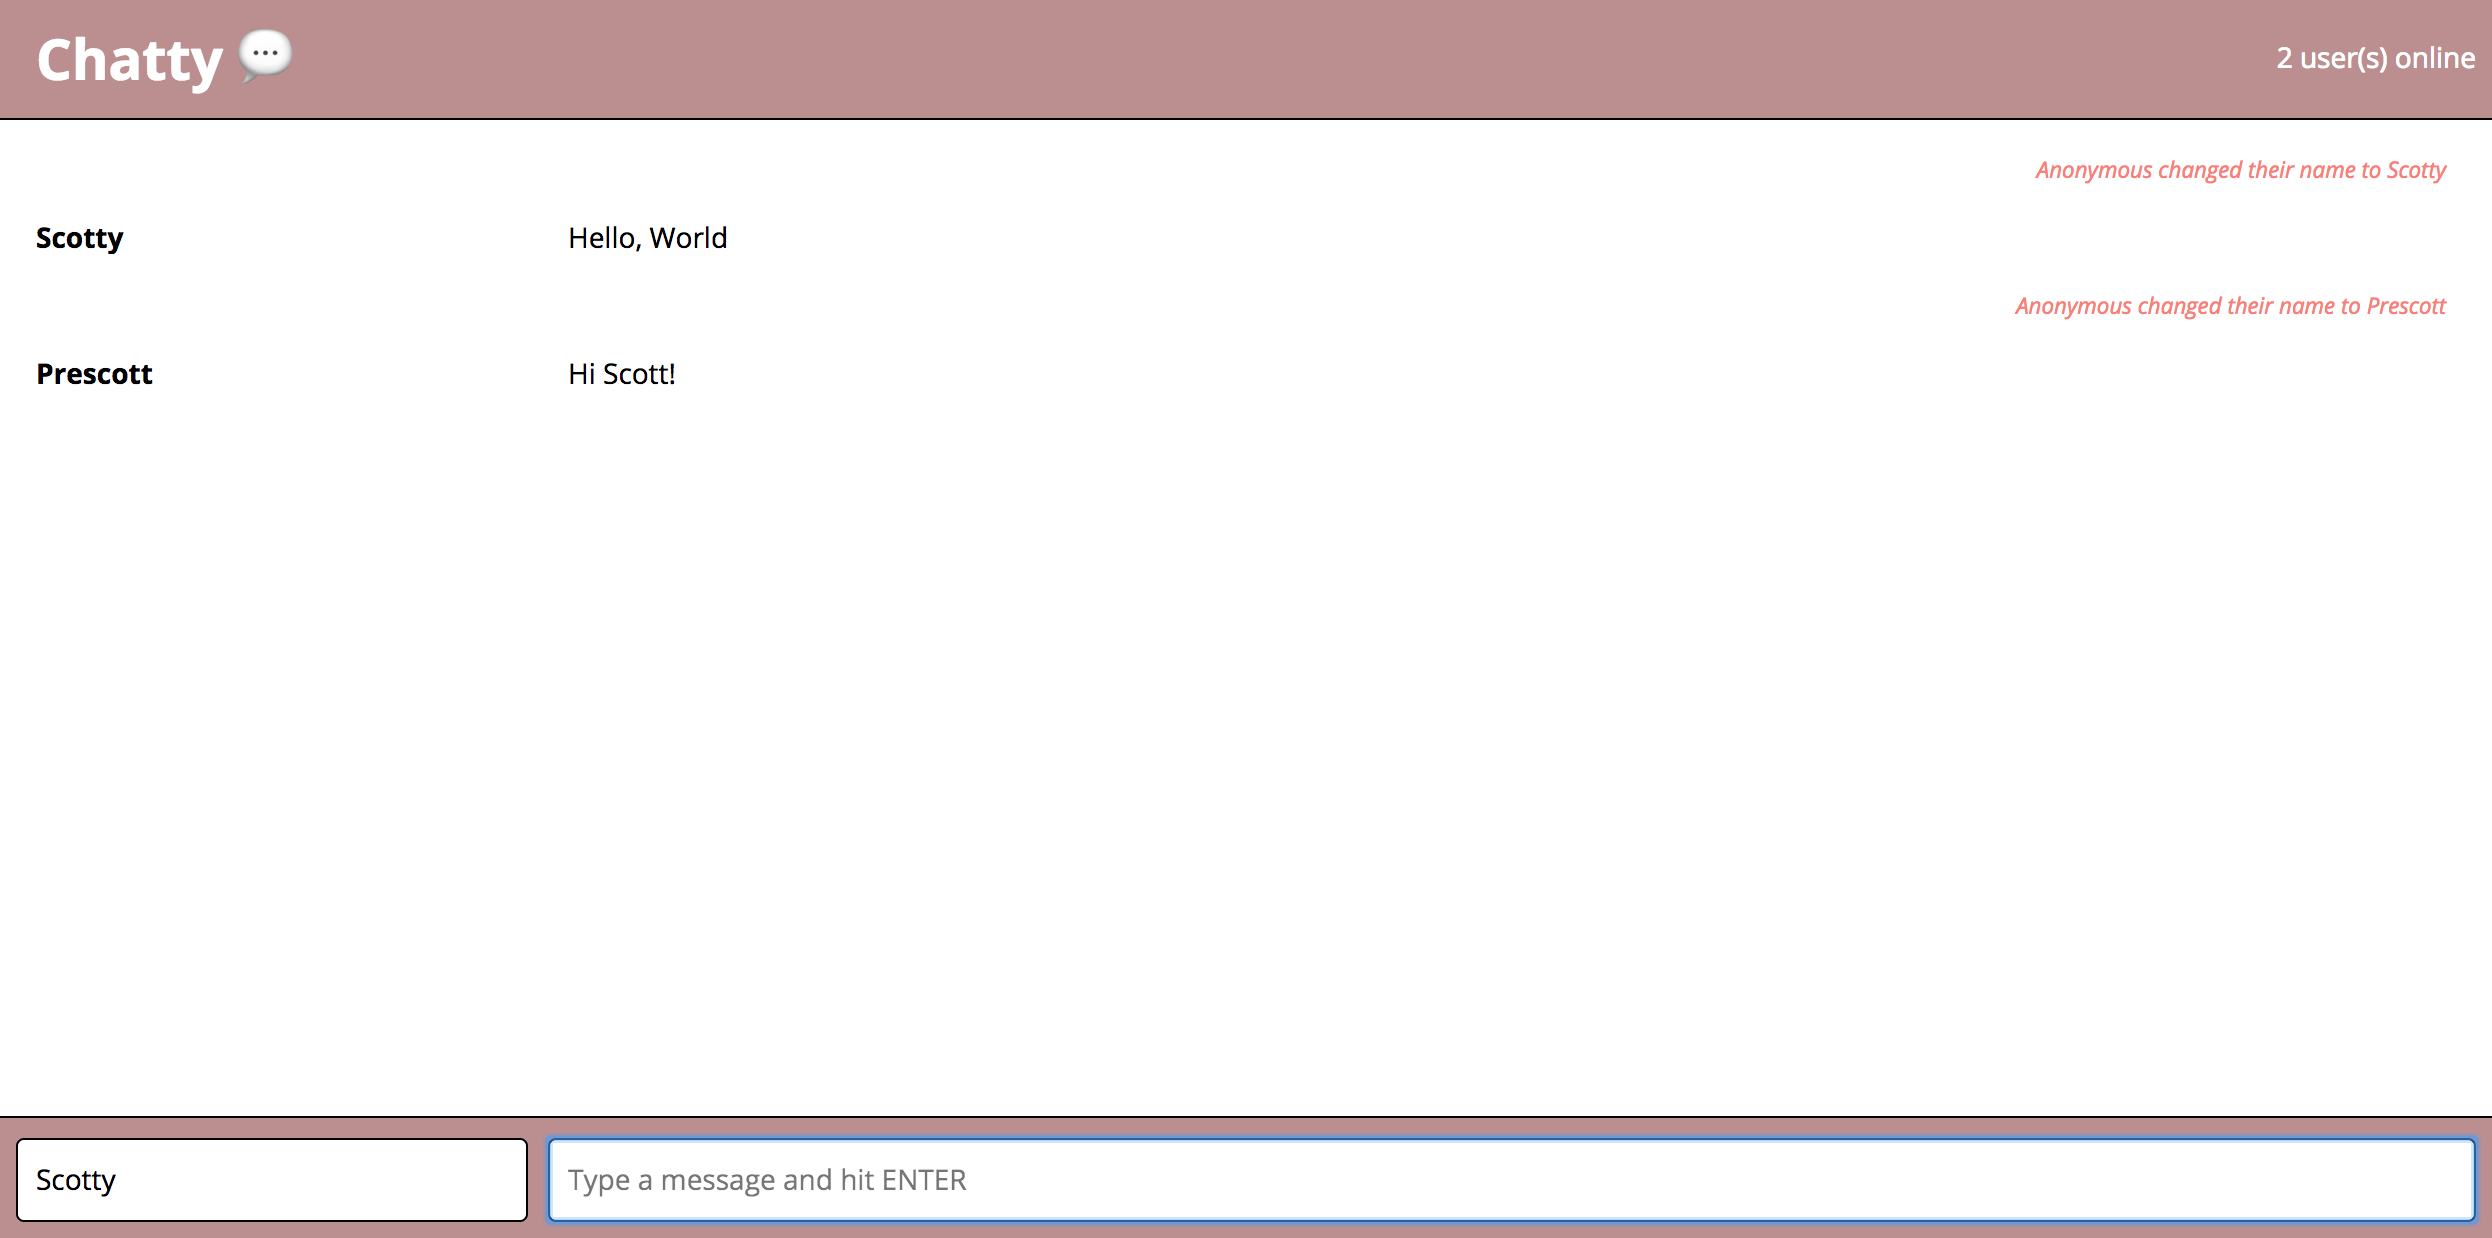 Chatty 💬
2 user(s) online
Anonymous changed their name to Scotty
Scotty Hello, World
Anonymous changed their name to Prescott
Prescott Hi Scott!
Scotty Type a message and hit ENTER